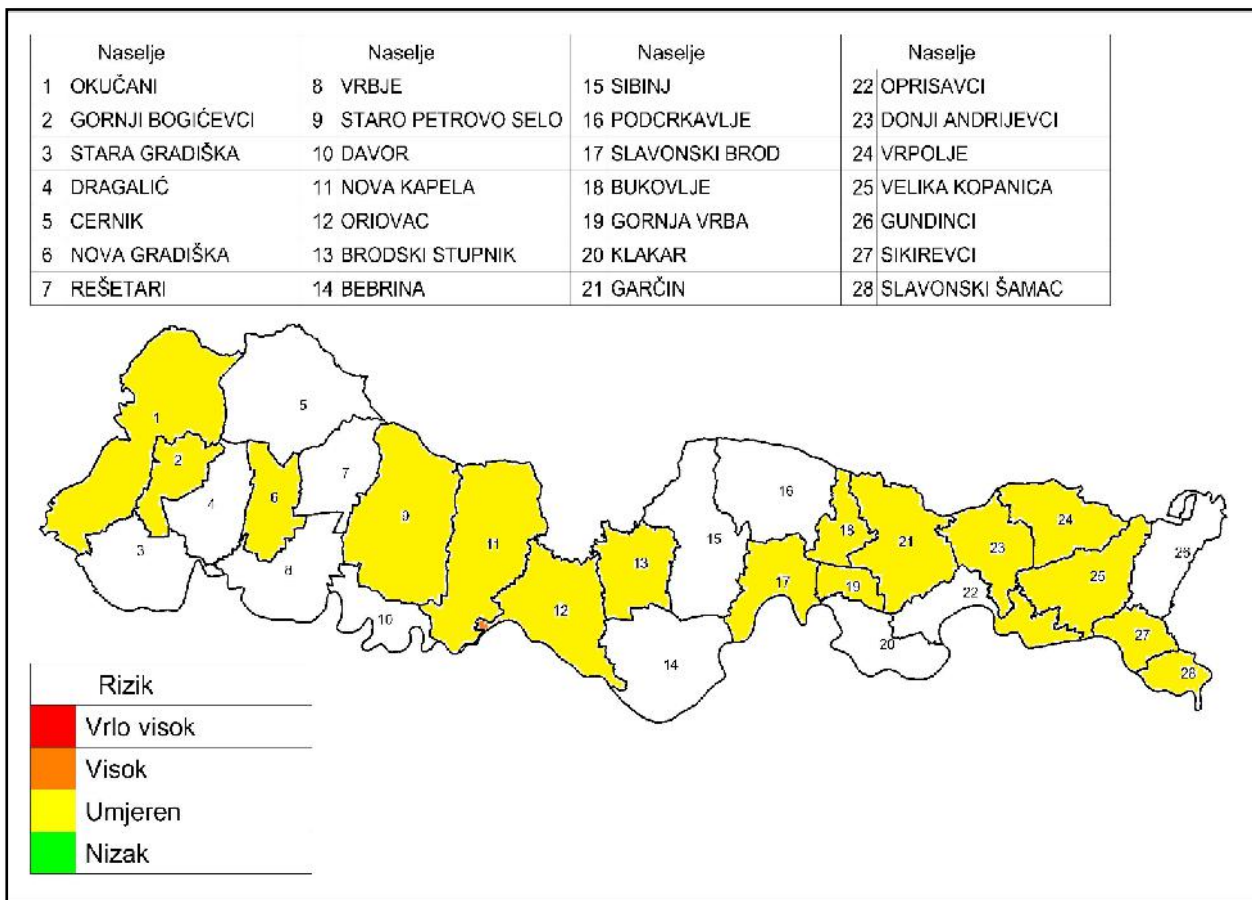 Naselje Naselje Naselje Naselje
1 OKUČANI 8 VRBJE 15 SIBINJ 22 OPRISAVCI
2 GORNJI BOGIĆEVCI 9 STARO PETROVO SELO 16 PODCRKAVLJE 23 DONJI ANDRIJEVCI
3 STARA GRADIŠKA 10 DAVOR 17 SLAVONSKI BROD 24 VRPOLJE
4 DRAGALIĆ 11 NOVA KAPELA 18 BUKOVLJE 25 VELIKA KOPANICA
5 CERNIK 12 ORIOVAC 19 GORNJA VRBA 26 GUNDINCI
6 NOVA GRADIŠKA 13 BRODSKI STUPNIK 20 KLAKAR 27 SIKIREVCI
7 REŠETARI 14 BEBRINA 21 GARČIN 28 SLAVONSKI ŠAMAC
5
1
2
7
6
4
3
8
9
10
11
12
13
14
15
16
17
18
19
20
21
22
23
24
25
26
27
28
Rizik
Vrlo visok
Visok
Umjeren
Nizak